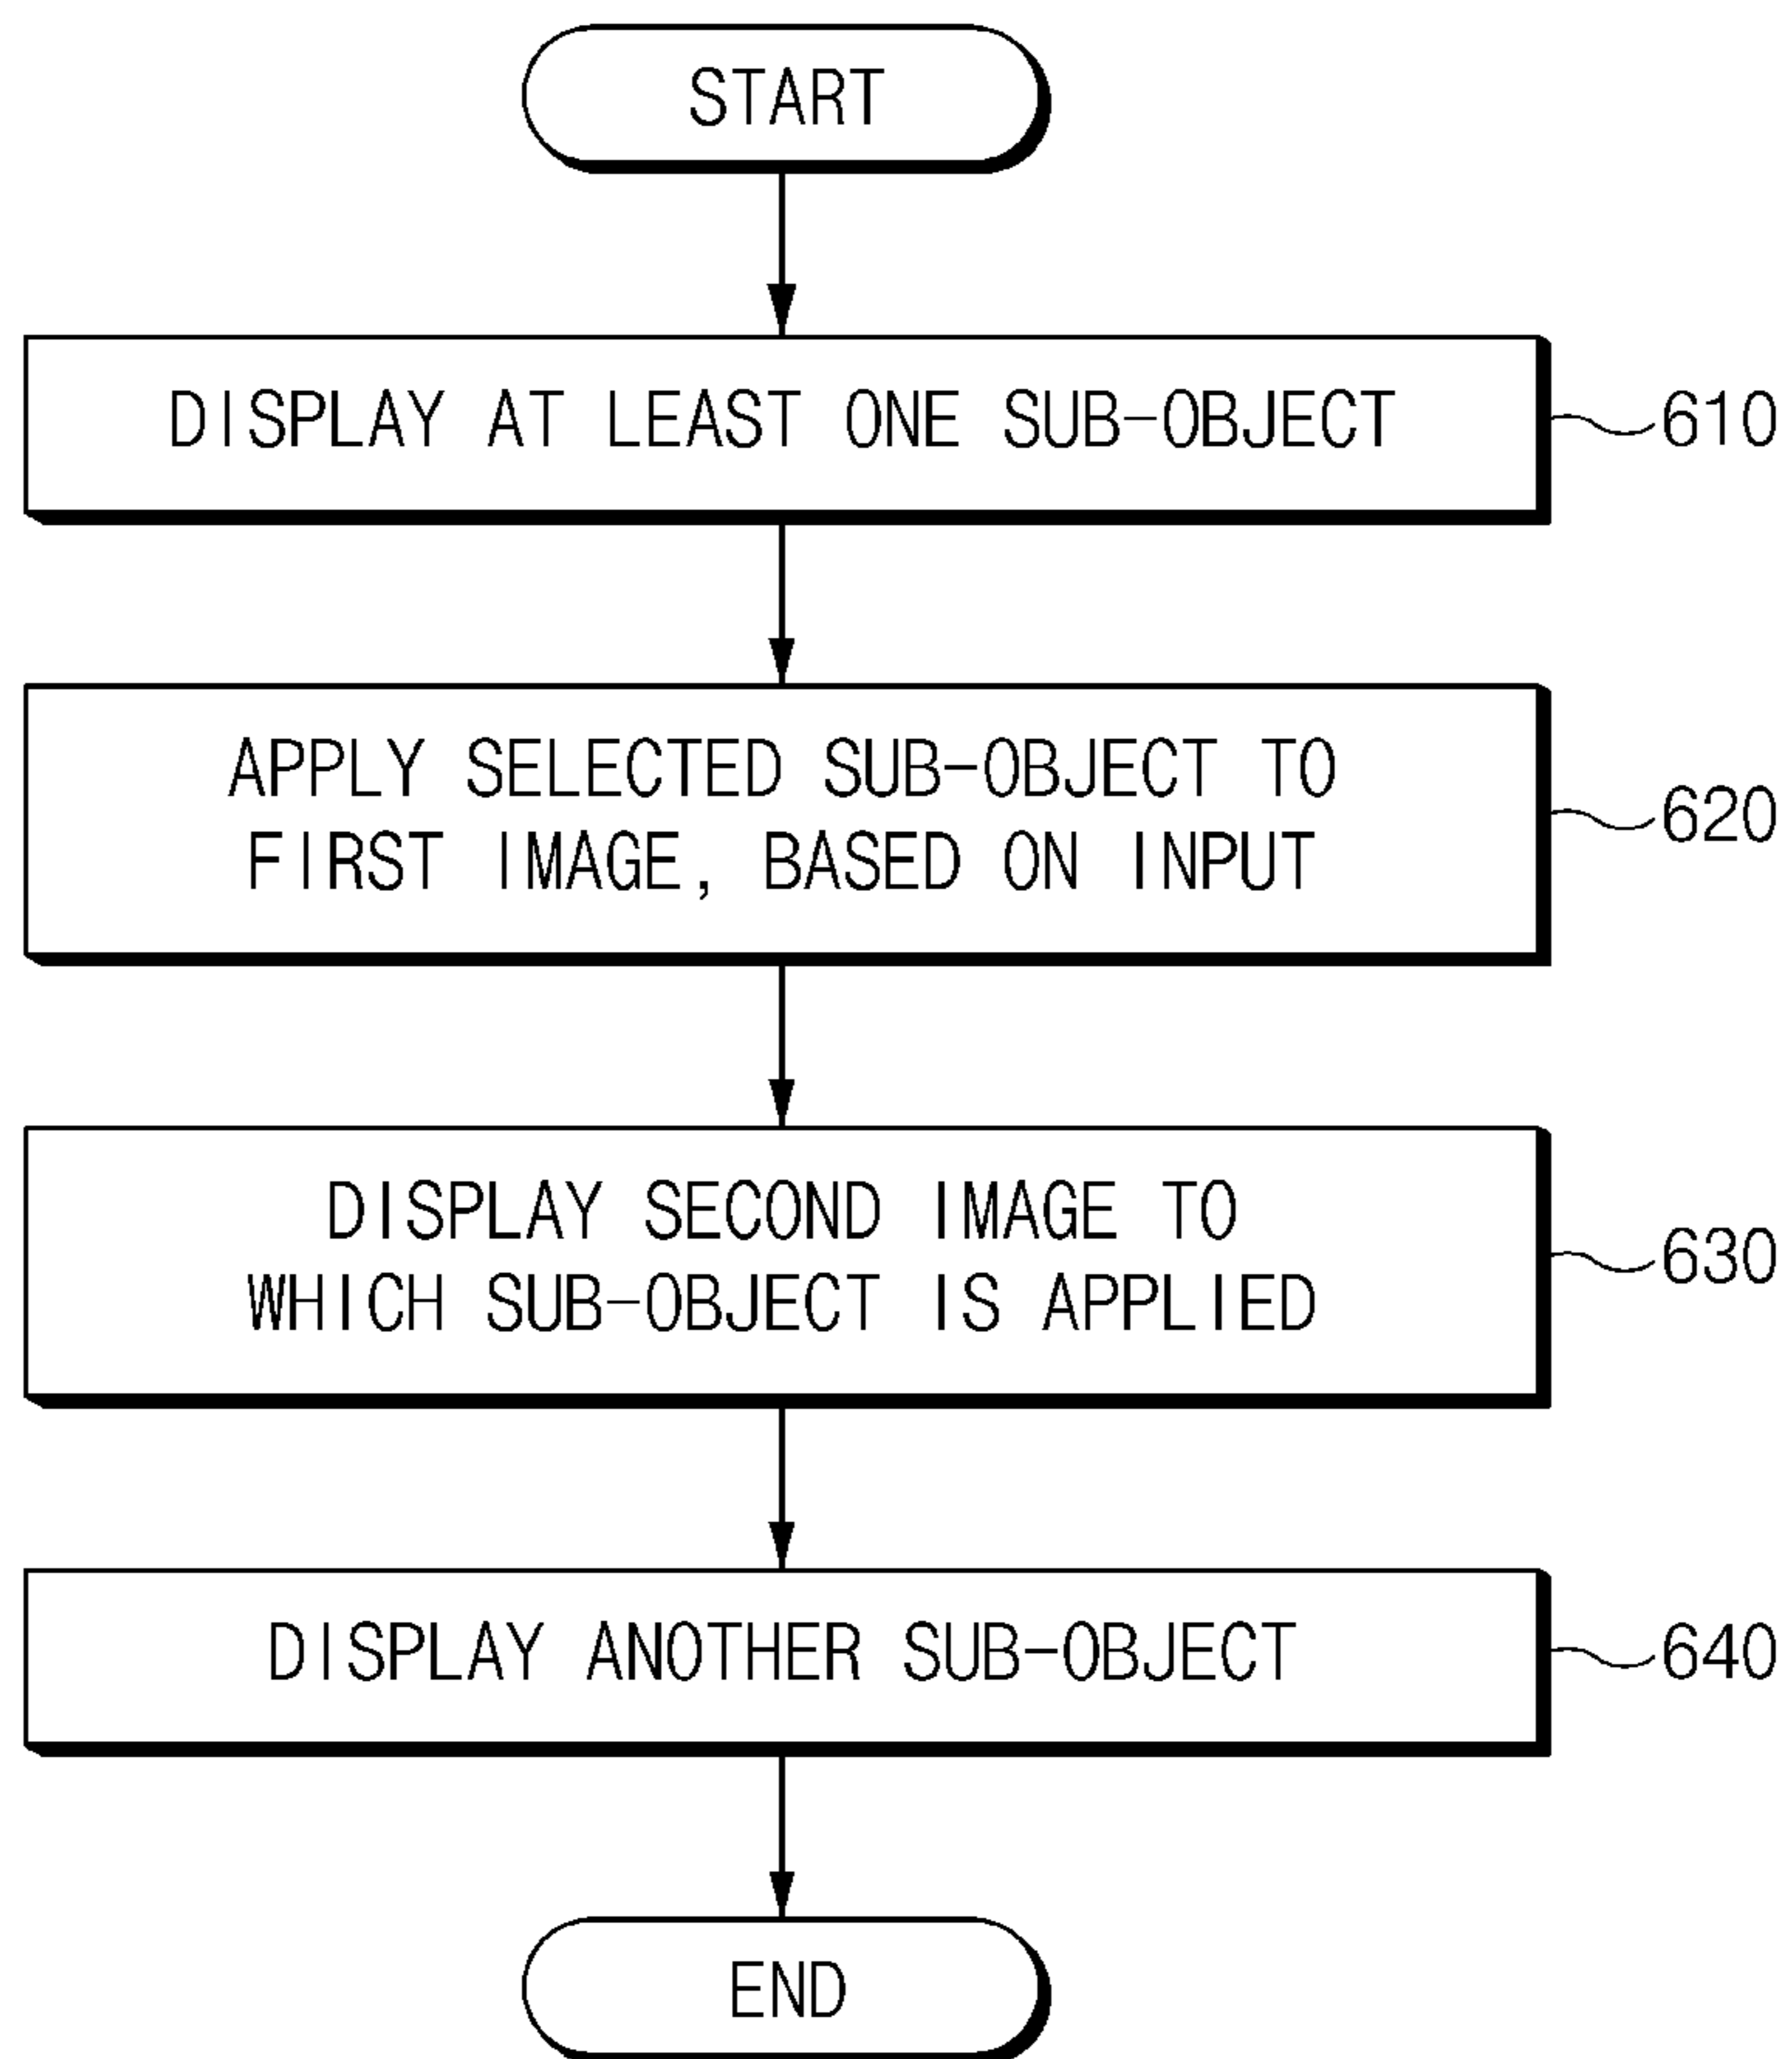 START
DISPLAY AT LEAST ONE SUB-OBJECT
610
APPLY SELECTED SUB-OBJECT TO
FIRST IMAGE, BASED ON INPUT
620
DISPLAY SECOND IMAGE TO
WHICH SUB-OBJECT IS APPLIED
630
DISPLAY ANOTHER SUB-OBJECT
640
END